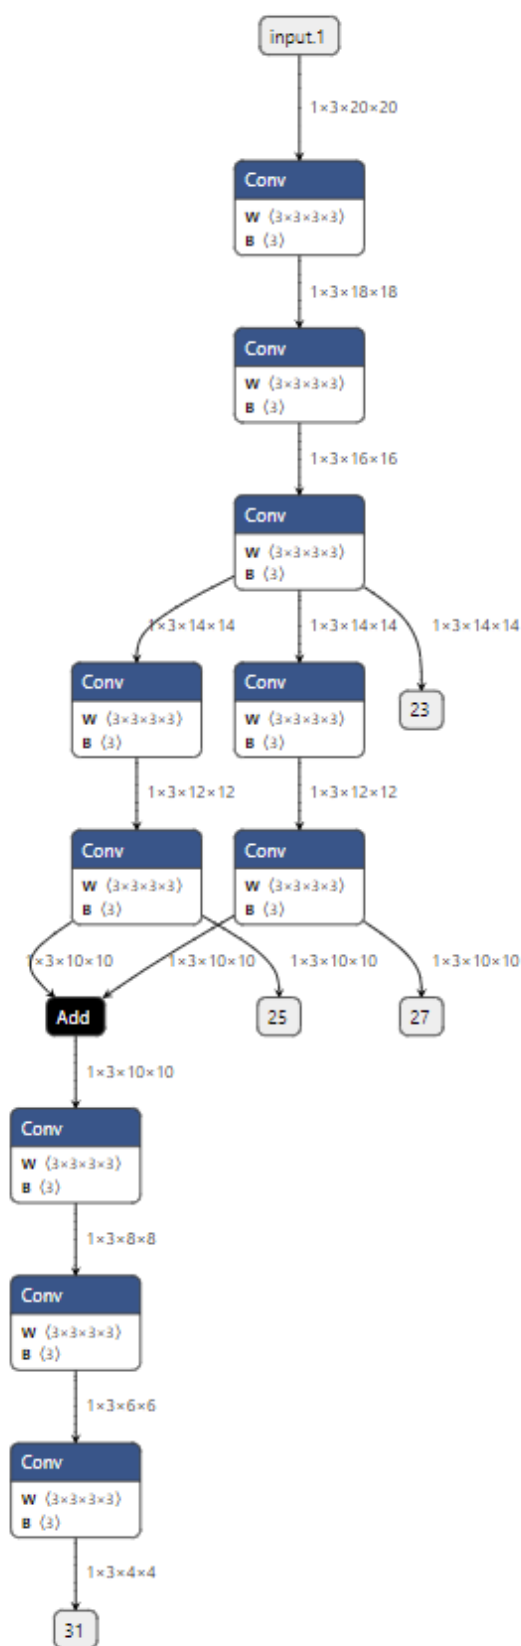 input.1
1×3×20×20
Conv
W ⟨3×3×3×3⟩
B ⟨3⟩
1×3×18×18
Conv
W ⟨3×3×3×3⟩
B ⟨3⟩
1×3×16×16
Conv
W ⟨3×3×3×3⟩
B ⟨3⟩
1×3×14×14 1×3×14×14 1×3×14×14
Conv
W ⟨3×3×3×3⟩
B ⟨3⟩
Conv
W ⟨3×3×3×3⟩
B ⟨3⟩
23
1×3×12×12 1×3×12×12
Conv
W ⟨3×3×3×3⟩
B ⟨3⟩
Conv
W ⟨3×3×3×3⟩
B ⟨3⟩
1×3×10×10 1×3×10×10 1×3×10×10 1×3×10×10
Add 25 27
1×3×10×10
Conv
W ⟨3×3×3×3⟩
B ⟨3⟩
1×3×8×8
Conv
W ⟨3×3×3×3⟩
B ⟨3⟩
1×3×6×6
Conv
W ⟨3×3×3×3⟩
B ⟨3⟩
1×3×4×4
31